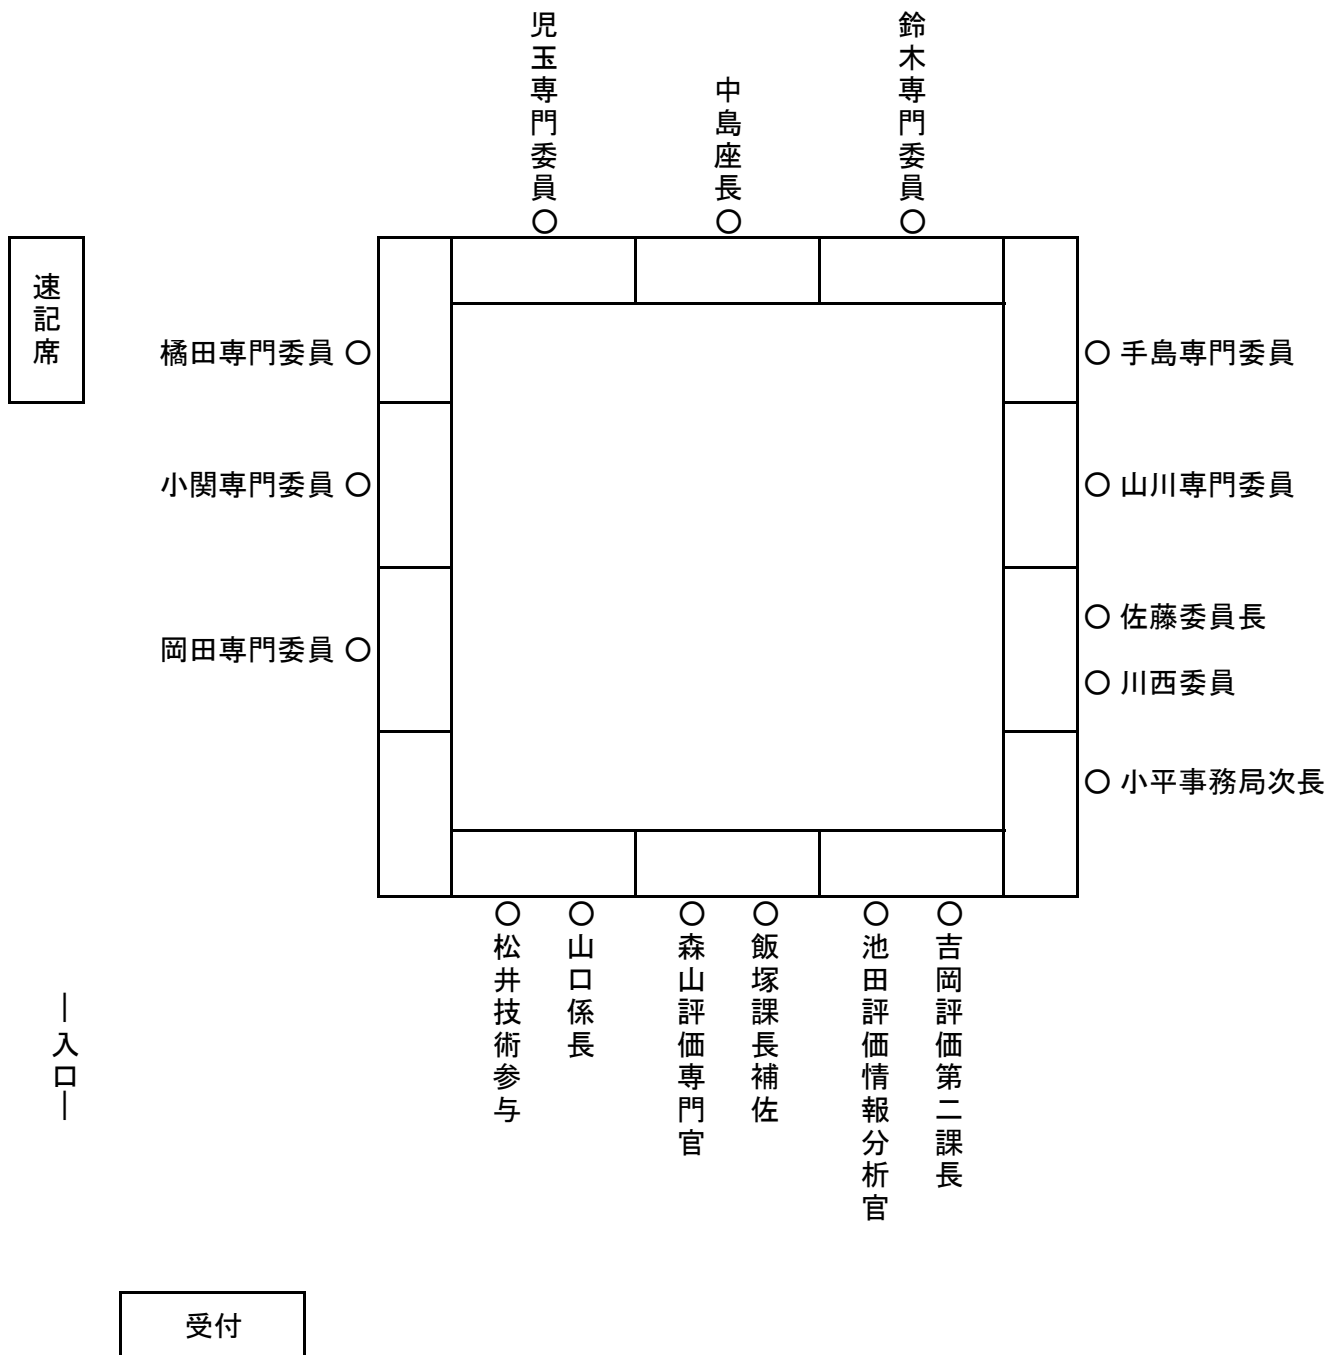 児玉専門委員○
中島座長○
鈴木専門委員○
速記席
橘田専門委員 ○
○ 手島専門委員
小関専門委員 ○
○ 山川専門委員
○ 佐藤委員長
岡田専門委員 ○
○ 川西委員
○ 小平事務局次長
○松井技術参与
○山口係長
○森山評価専門官
○飯塚課長補佐
○池田評価情報分析官
○吉岡評価第二課長
―入口―
受付